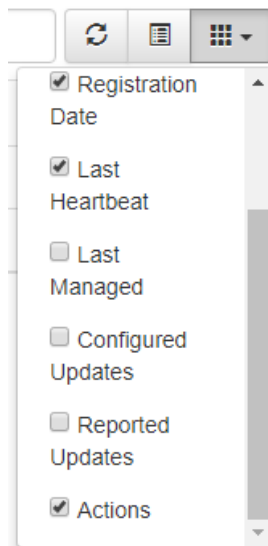 Registration
Date
Last
Heartbeat
Last
Managed
Configured
Updates
Reported
Updates
Actions